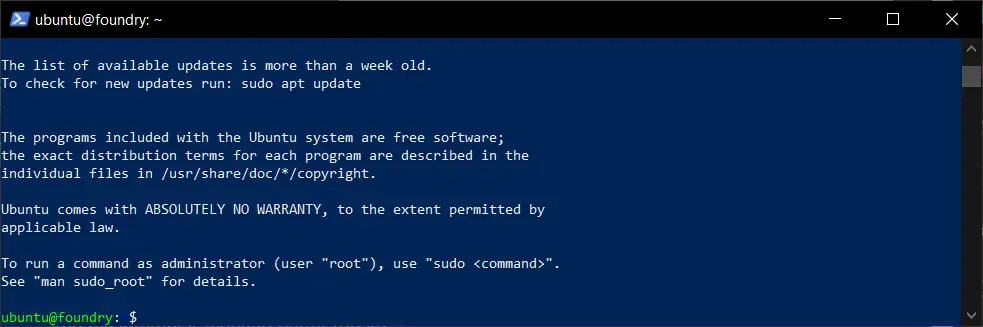 ubuntu@foundry: ~
The list of available updates is more than a week old.
To check for new updates run: sudo apt update
The programs included with the Ubuntu system are free software;
the exact distribution terms for each program are described in the
individual files in /usr/share/doc/*/copyright.
Ubuntu comes with ABSOLUTELY NO WARRANTY, to the extent permitted by
applicable law.
To run a command as administrator (user "root"), use "sudo <command>".
See "man sudo_root" for details.
ubuntu@foundry: $